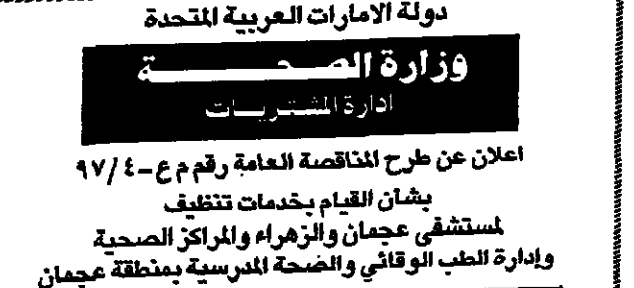 دولة الامارات العربية المتحدة
وزارة الصحة
ادارة المشتريات
اعلان عن طرح المناقصة العامة رقم م ع-٩٧/٤
بشأن القيام بخدمات تنظيف
لمستشفى عجمان والزهراء والمراكز الصحية
وإدارة الطب الوقائي والضحة المدرسية بمنطقة عجمان